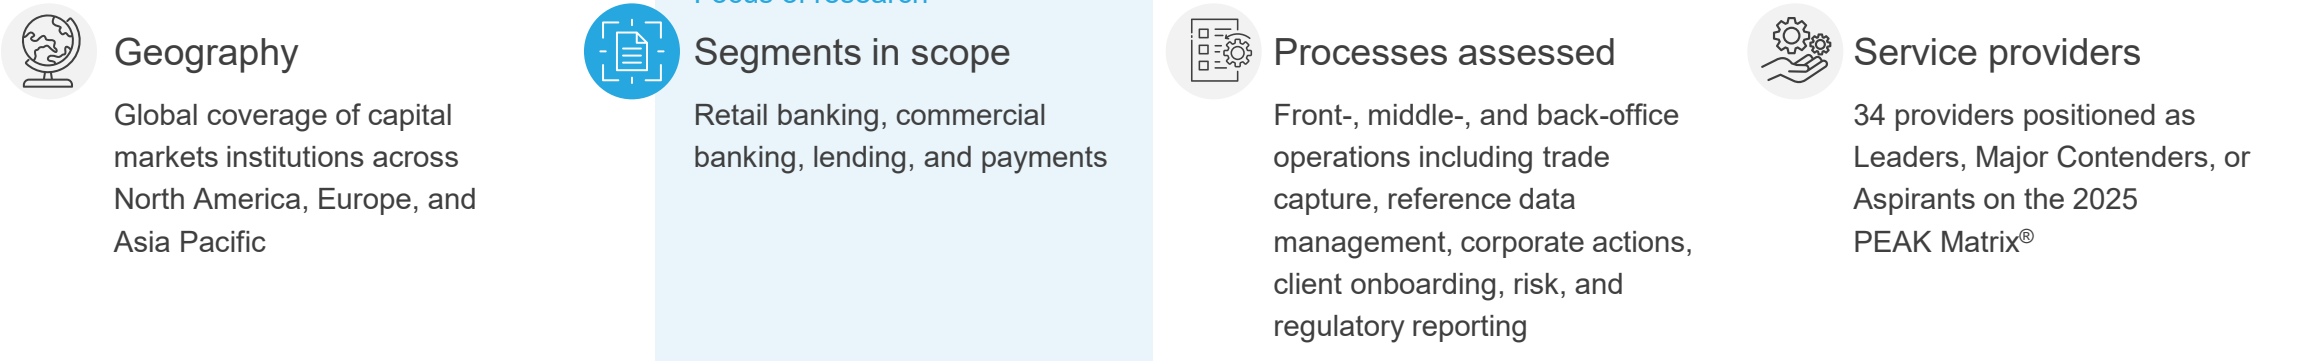 Focus of research
Geography
Global coverage of capital
markets institutions across
North America, Europe, and
Asia Pacific
Segments in scope
Retail banking, commercial
banking, lending, and payments
Processes assessed
Front-, middle-, and back-office
operations including trade
capture, reference data
management, corporate actions,
client onboarding, risk, and
regulatory reporting
Service providers
34 providers positioned as
Leaders, Major Contenders, or
Aspirants on the 2025
PEAK Matrix®